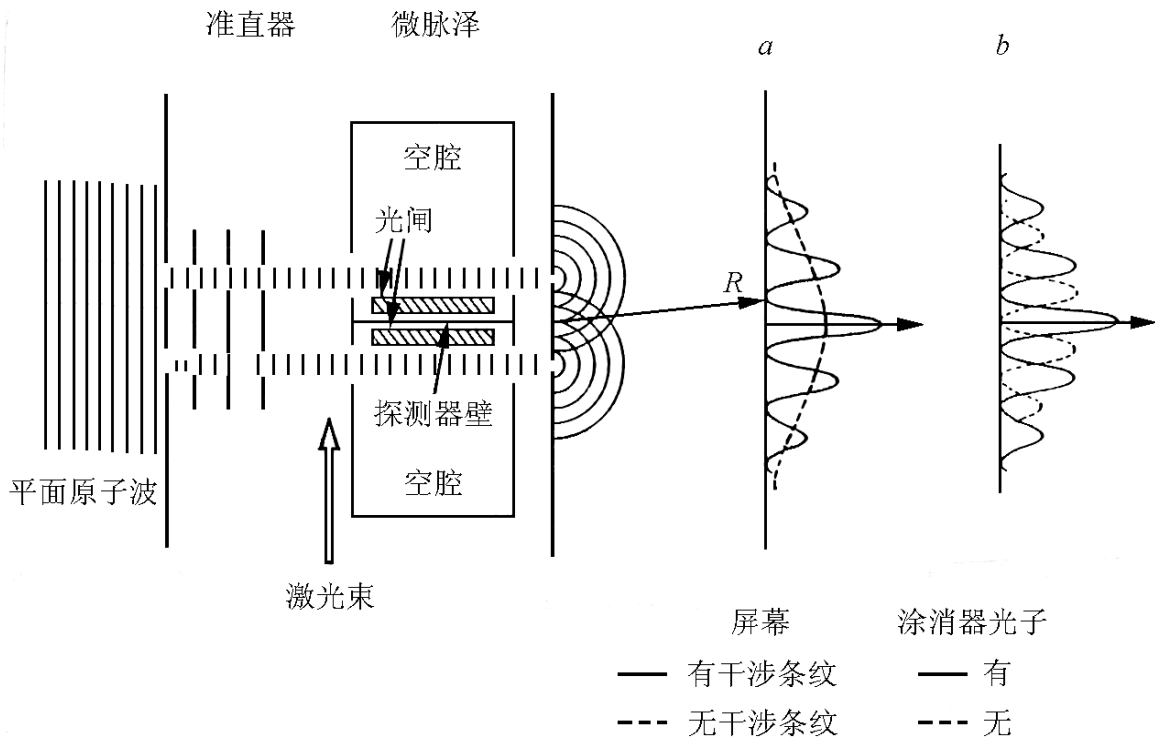 准直器
微脉泽
a
b
空腔
光闸
R
探测器壁
空腔
平面原子波
激光束
屏幕
涂消器光子
有干涉条纹
有
无干涉条纹
无